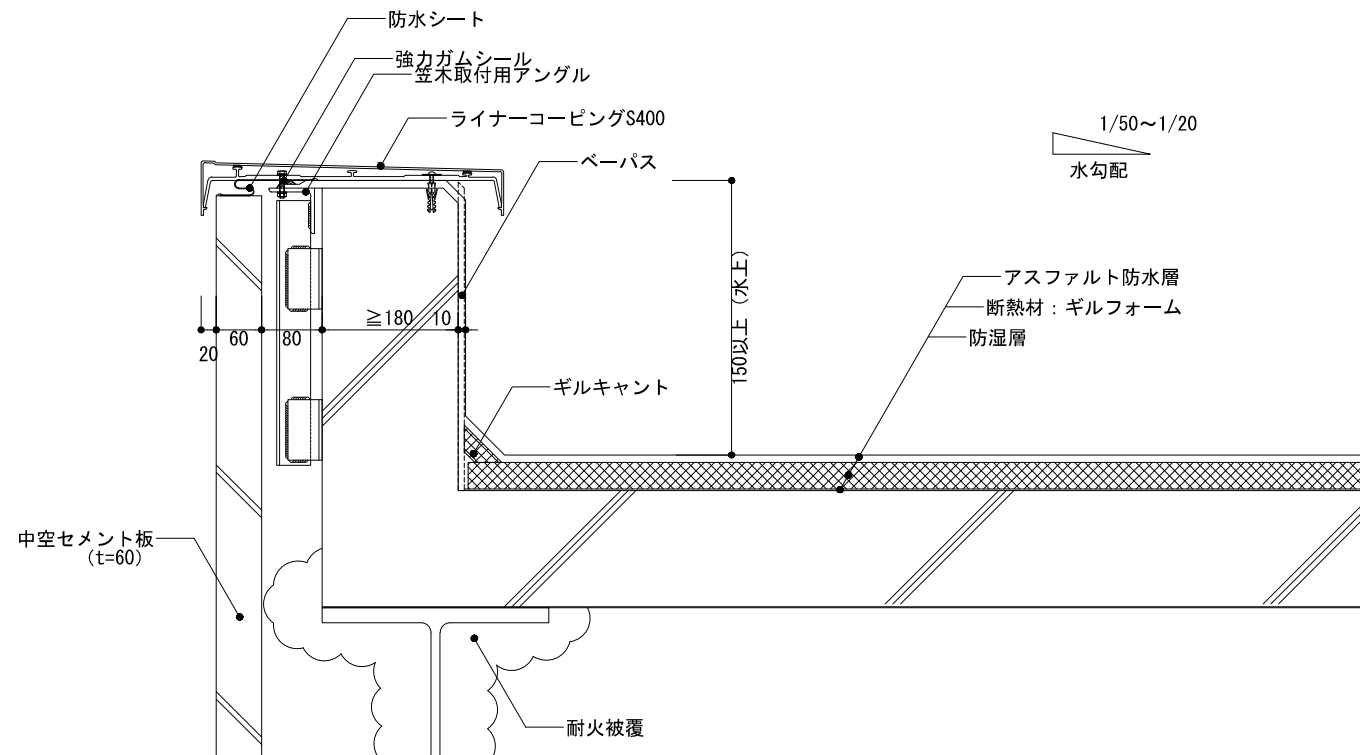 防水シート
強力ガムシール
笠木取付用アングル
ライナーコーピングS400
1/50～1/20
水勾配
ベーパス
150以上（水上）
アスファルト防水層
断熱材：ギルフォーム
防湿層
20
60
80
≧180
10
ギルキャント
中空セメント板
(t=60)
耐火被覆